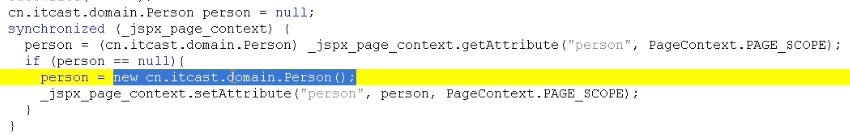 cn.itcast.domain.Person person = null;
synchronized (_jspx_page_context) {
person = (cn.itcast.domain.Person) _jspx_page_context.getAttribute("person", PageContext.PAGE_SCOPE);
if (person == null){
person = new cn.itcast.domain.Person();
_jspx_page_context.setAttribute("person", person, PageContext.PAGE_SCOPE);
}
}